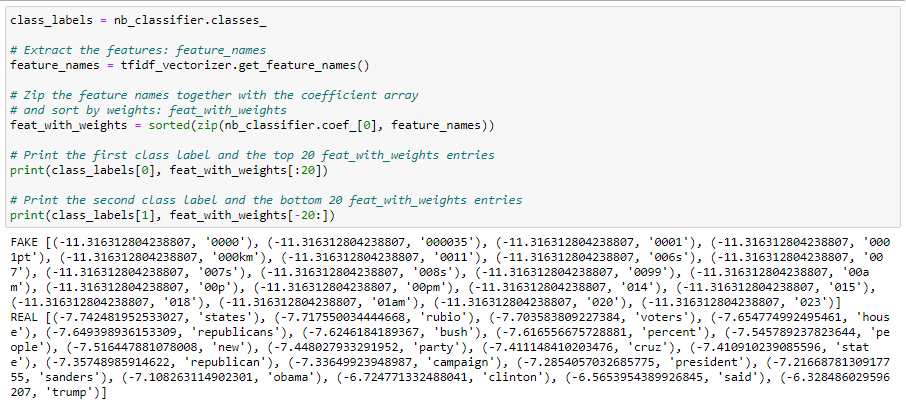 class_labels = nb_classifier.classes_
# Extract the features: feature_names
feature_names = tfidf_vectorizer.get_feature_names()
# Zip the feature names together with the coefficient array
# and sort by weights: feat_with_weights
feat_with_weights = sorted(zip(nb_classifier.coef_[0], feature_names))
# Print the first class label and the top 20 feat_with_weights entries
print(class_labels[0], feat_with_weights[:20])
# Print the second class label and the bottom 20 feat_with_weights entries
print(class_labels[1], feat_with_weights[-20:])
FAKE [(-11.316312804238807, '0000'), (-11.316312804238807, '000035'), (-11.316312804238807, '0001'), (-11.316312804238807, '000
1pt'), (-11.316312804238807, '000km'), (-11.316312804238807, '0011'), (-11.316312804238807, '006s'), (-11.316312804238807, '00
7'), (-11.316312804238807, '007s'), (-11.316312804238807, '008s'), (-11.316312804238807, '0099'), (-11.316312804238807, '00a
m'), (-11.316312804238807, '00p'), (-11.316312804238807, '00pm'), (-11.316312804238807, '014'), (-11.316312804238807, '015'),
(-11.316312804238807, '018'), (-11.316312804238807, '01am'), (-11.316312804238807, '020'), (-11.316312804238807, '023')]
REAL [(-7.742481952533027, 'states'), (-7.717550034444668, 'rubio'), (-7.703583809227384, 'voters'), (-7.654774992495461, 'hous
e'), (-7.649398936153309, 'republicans'), (-7.6246184189367, 'bush'), (-7.616556675728881, 'percent'), (-7.545789237823644, 'pe
ople'), (-7.516447881078008, 'new'), (-7.448027933291952, 'party'), (-7.411148410203476, 'cruz'), (-7.410910239085596, 'stat
e'), (-7.35748985914622, 'republican'), (-7.33649923948987, 'campaign'), (-7.2854057032685775, 'president'), (-7.21668781309177
55, 'sanders'), (-7.108263114902301, 'obama'), (-6.724771332488041, 'clinton'), (-6.5653954389926845, 'said'), (-6.328486029596
207, 'trump')]